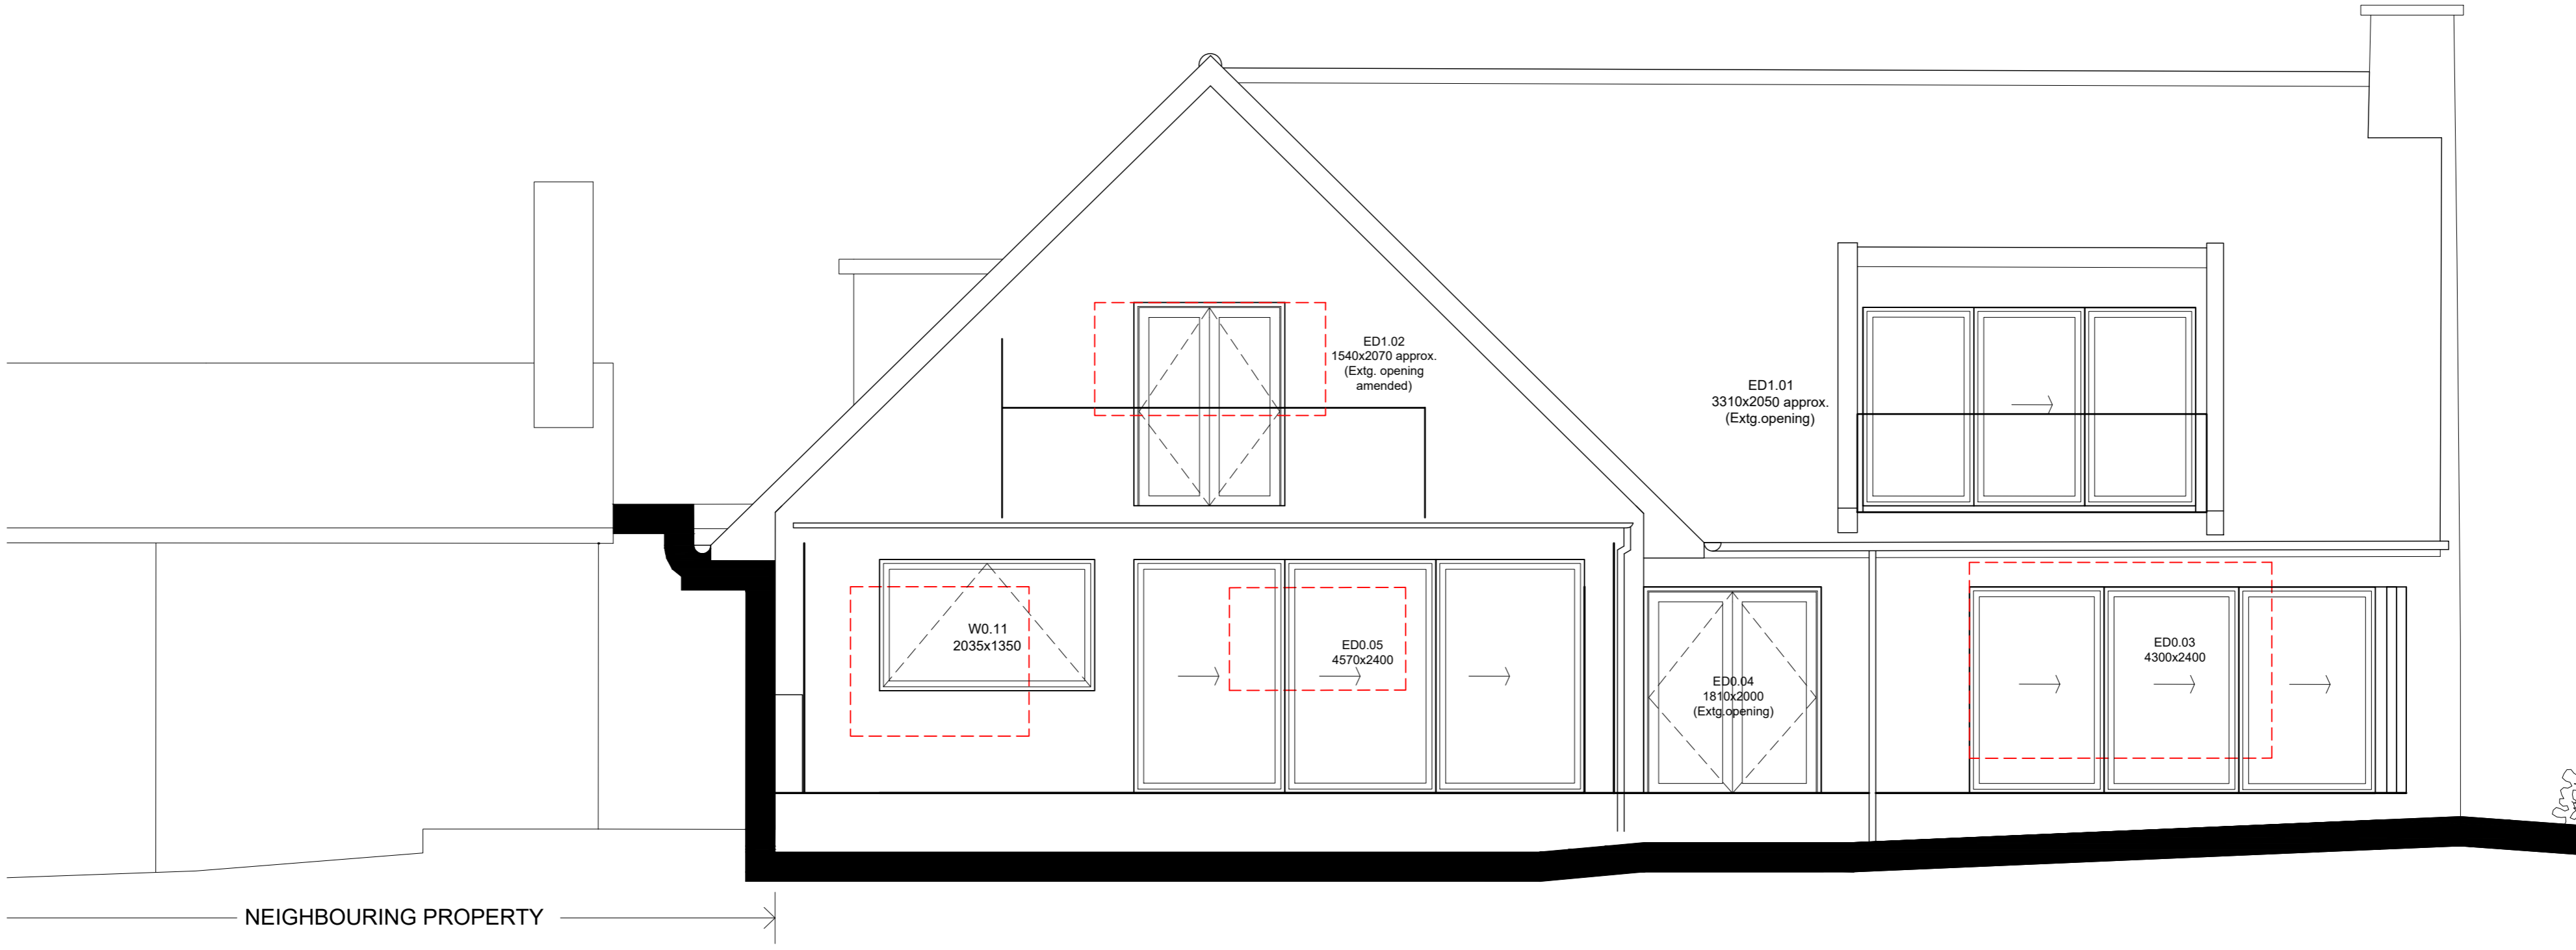 ED1.02
1540x2070 approx.
(Extg. opening
amended)
ED1.01
3310x2050 approx.
(Extg.opening)
W0.11
2035x1350
ED0.05
4570x2400
ED0.04
1810x2000
(Extg.opening)
ED0.03
4300x2400
NEIGHBOURING PROPERTY